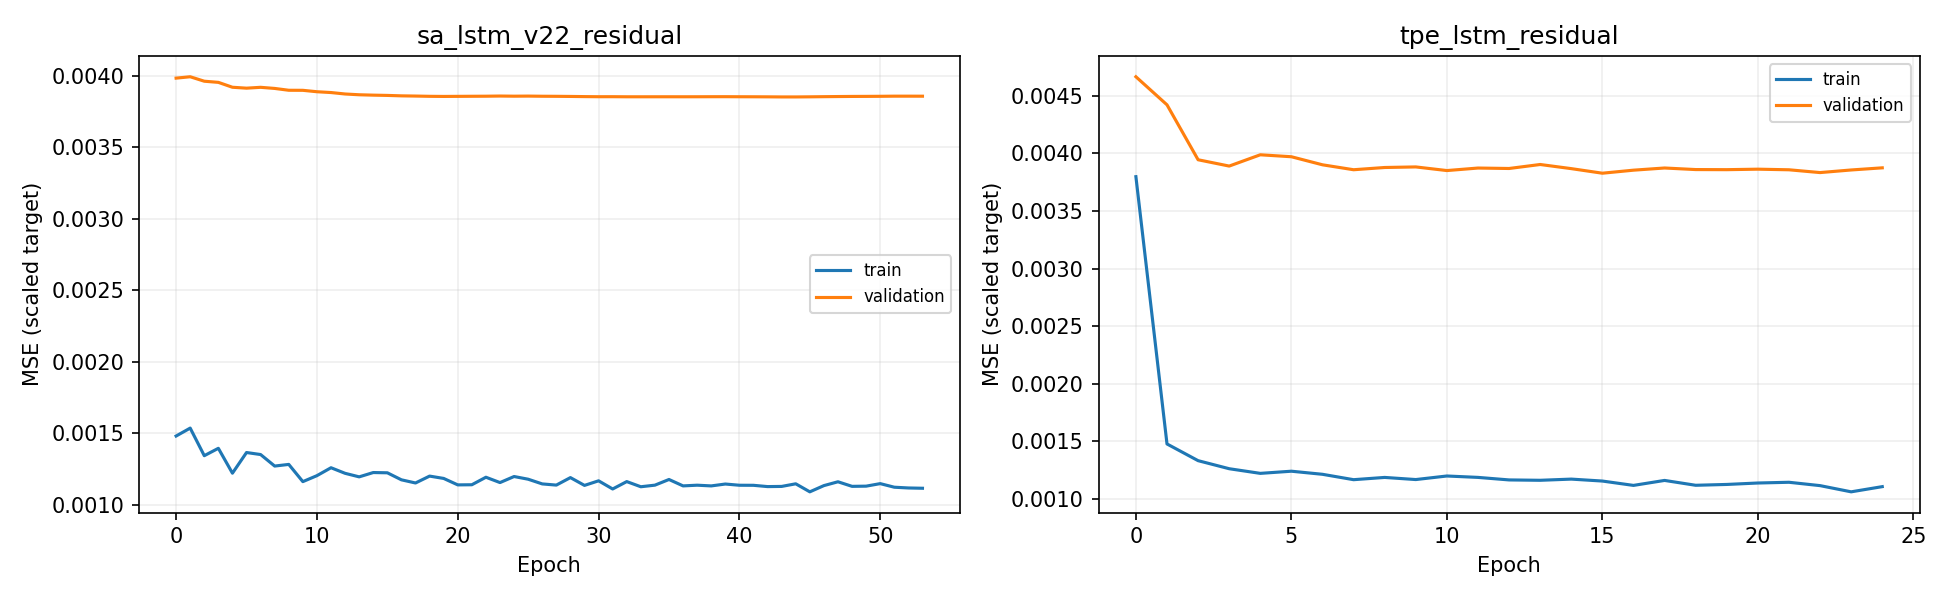 sa_lstm_v22_residual
MSE (scaled target)
0.0040
0.0035
0.0030
0.0025
0.0020
0.0015
0.0010
train
validation
0 10 20 30 40 50
Epoch
tpe_lstm_residual
MSE (scaled target)
0.0045
0.0040
0.0035
0.0030
0.0025
0.0020
0.0015
0.0010
train
validation
0 5 10 15 20 25
Epoch